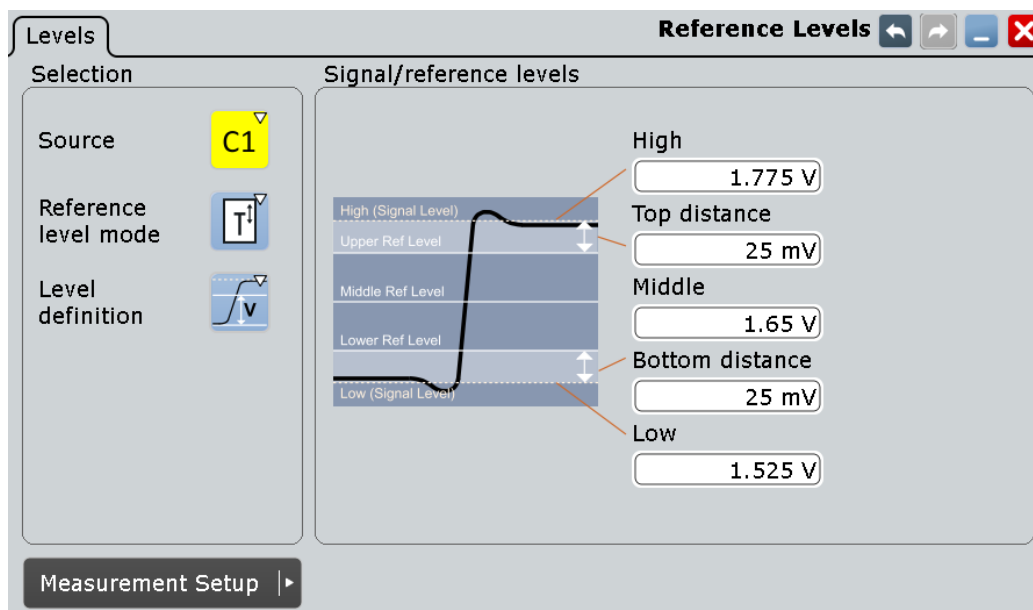 Levels
Reference Levels
Selection
Signal/reference levels
Source
C1
Reference
level mode
T
Level
definition
V
High (Signal Level)
Upper Ref Level
Middle Ref Level
Lower Ref Level
Low (Signal Level)
High
1.775 V
Top distance
25 mV
Middle
1.65 V
Bottom distance
25 mV
Low
1.525 V
Measurement Setup